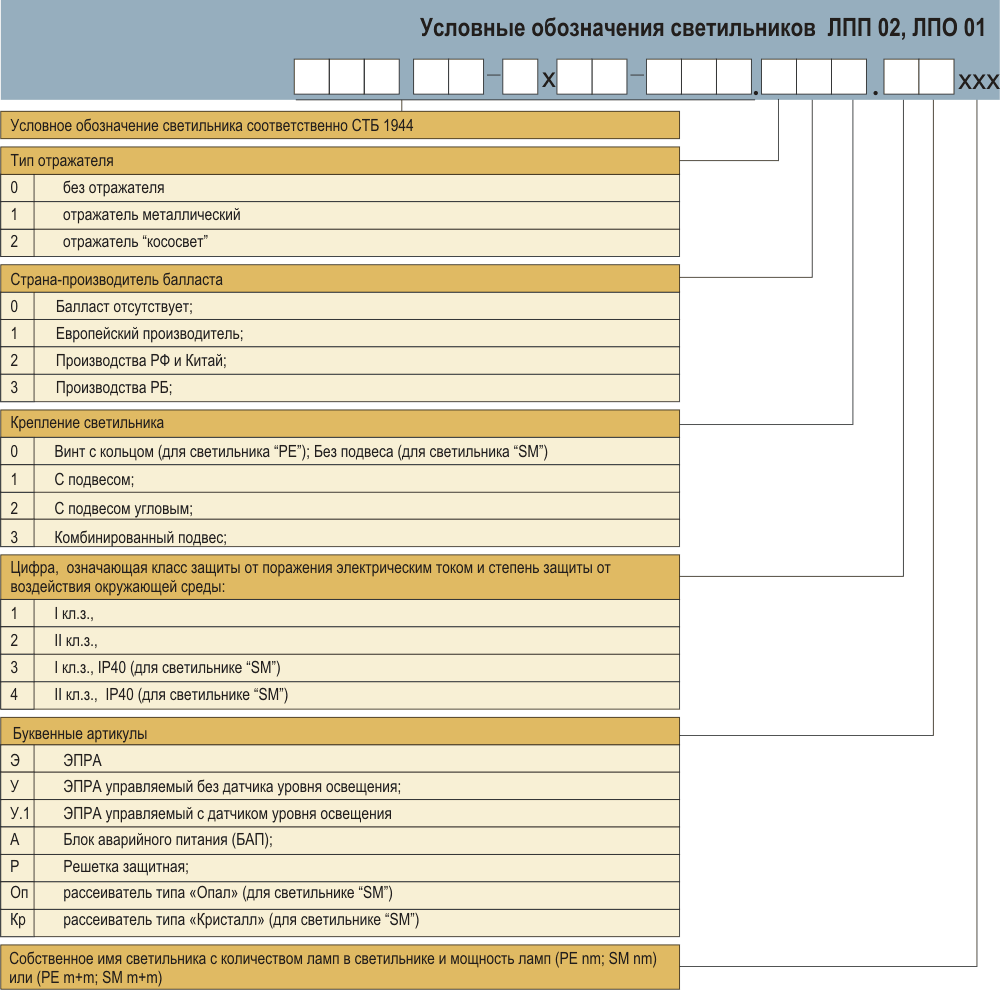 Условные обозначения светильников ЛПП 02, ЛПО 01
– х – . . ххх
Условное обозначение светильника соответственно СТБ 1944
Тип отражателя
0 без отражателя
1 отражатель металлический
2 отражатель “кососвет”
Страна-производитель балласта
0 Балласт отсутствует;
1 Европейский производитель;
2 Производства РФ и Китай;
3 Производства РБ;
Крепление светильника
0 Винт с кольцом (для светильника “PE”); Без подвеса (для светильника “SM”)
1 С подвесом;
2 С подвесом угловым;
3 Комбинированный подвес;
Цифра, означающая класс защиты от поражения электрическим током и степень защиты от
воздействия окружающей среды:
1 I кл.з.,
2 II кл.з.,
3 I кл.з., IP40 (для светильнике “SM”)
4 II кл.з., IP40 (для светильнике “SM”)
Буквенные артикулы
Э ЭПРА
У ЭПРА управляемый без датчика уровня освещения;
У.1 ЭПРА управляемый с датчиком уровня освещения
А Блок аварийного питания (БАП);
Р Решетка защитная;
Оп рассеиватель типа «Опал» (для светильнике “SM”)
Кр рассеиватель типа «Кристалл» (для светильнике “SM”)
Собственное имя светильника с количеством ламп в светильнике и мощность ламп (PE nm; SM nm)
или (PE m+m; SM m+m)